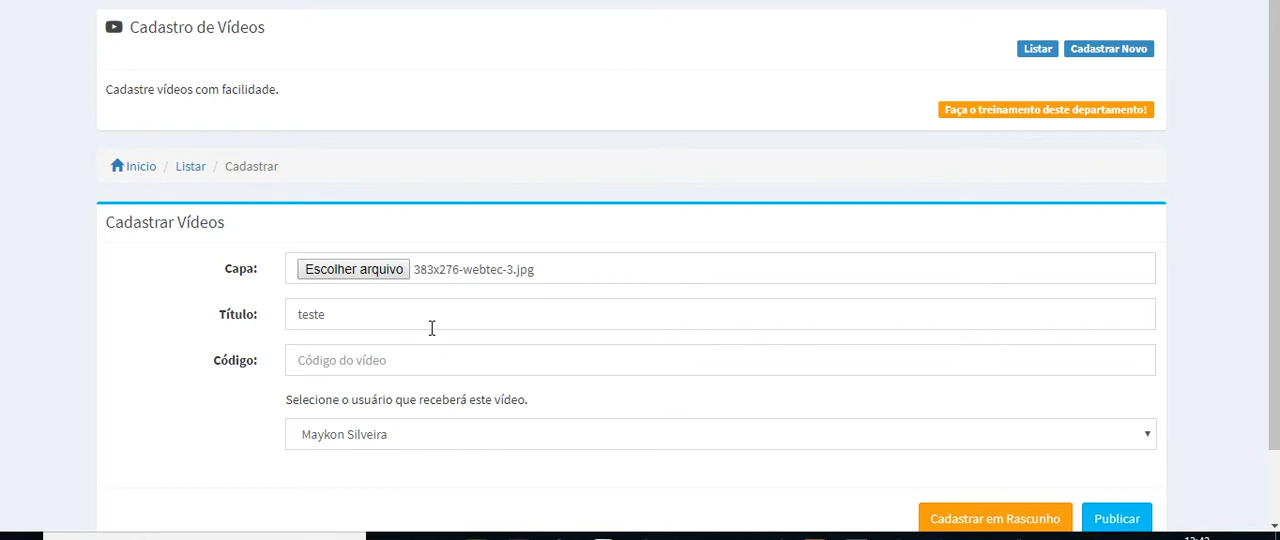 Cadastro de Vídeos
Listar Cadastrar Novo
Cadastre vídeos com facilidade.
Faça o treinamento deste departamento!
Inicio / Listar / Cadastrar
Cadastrar Vídeos
Capa: Escolher arquivo 383x276-webtec-3.jpg
Título: teste
Código: Código do vídeo
Selecione o usuário que receberá este vídeo.
Maykon Silveira
Cadastrar em Rascunho Publicar